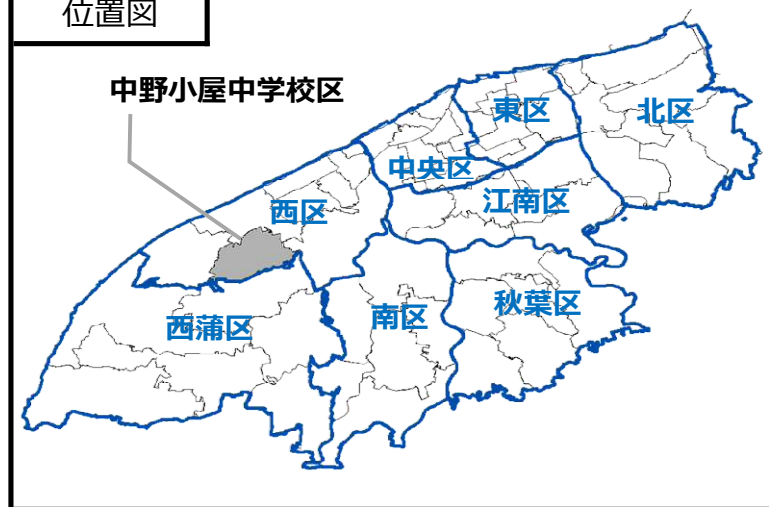 位置図
中野小屋中学校区
東区
北区
中央区
江南区
西区
西蒲区
南区
秋葉区